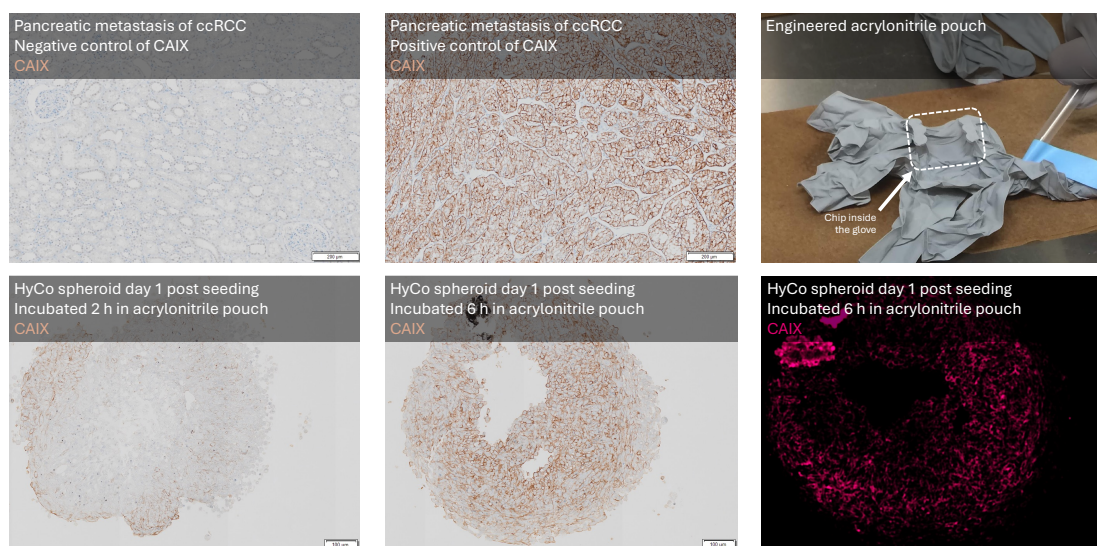 Pancreatic metastasis of ccRCC
Negative control of CAIX
CAIX
200 µm
Pancreatic metastasis of ccRCC
Positive control of CAIX
CAIX
200 µm
Engineered acrylonitrile pouch
Chip inside
the glove
HyCo spheroid day 1 post seeding
Incubated 2 h in acrylonitrile pouch
CAIX
100 µm
HyCo spheroid day 1 post seeding
Incubated 6 h in acrylonitrile pouch
CAIX
100 µm
HyCo spheroid day 1 post seeding
Incubated 6 h in acrylonitrile pouch
CAIX